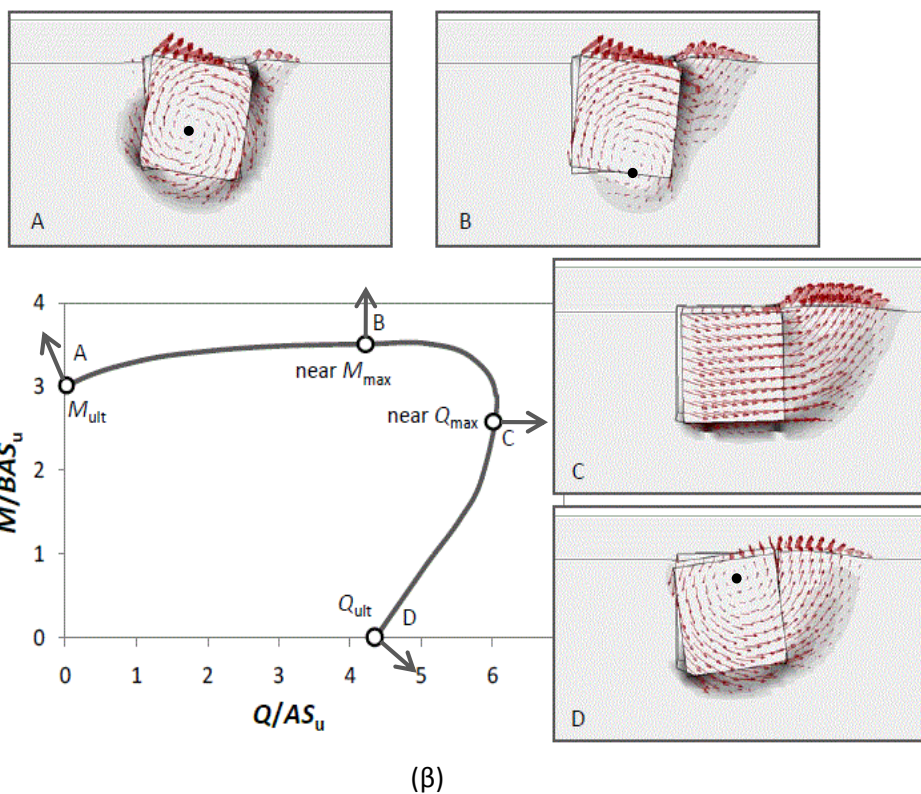 A
B
4
3
2
1
0
M/BAS_u
A
M_ult
B
near M_max
near Q_max
C
Q_ult
D
0
1
2
3
4
5
6
Q/AS_u
C
D
(β)